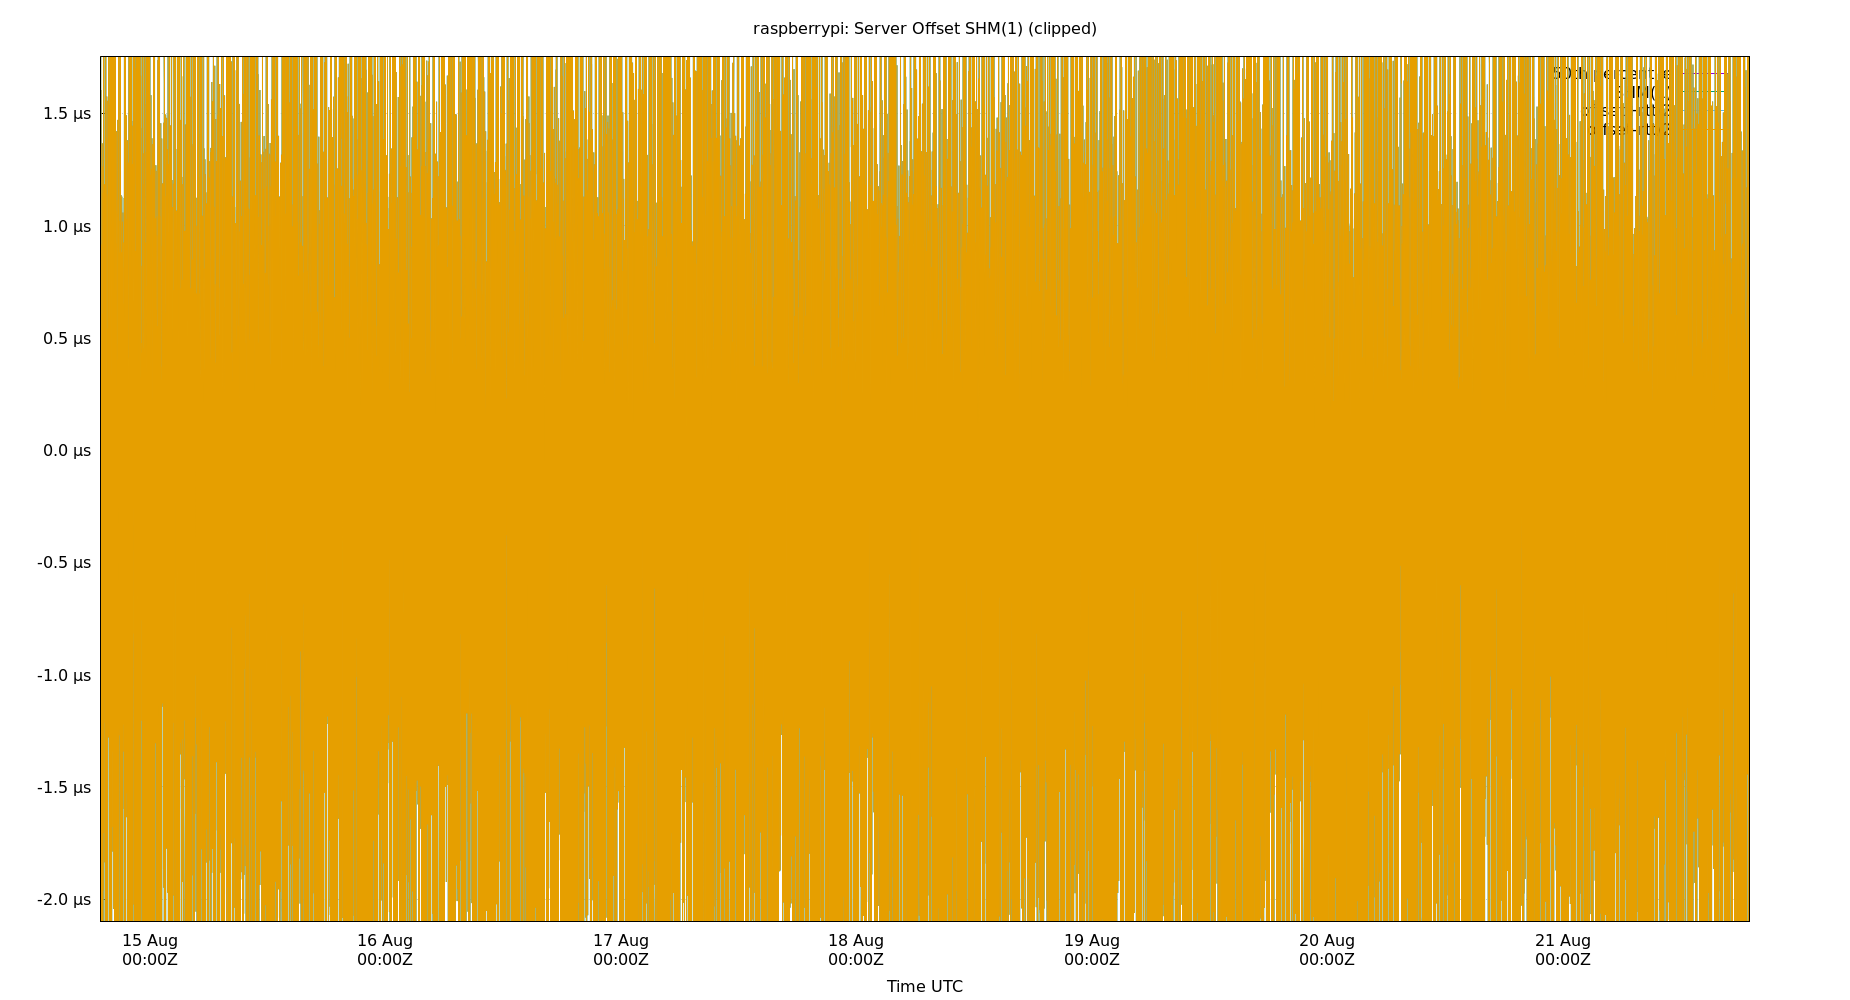 raspberrypi: Server Offset SHM(1) (clipped)
1.5 µs
1.0 µs
0.5 µs
0.0 µs
-0.5 µs
-1.0 µs
-1.5 µs
-2.0 µs
15 Aug 16 Aug 17 Aug 18 Aug 19 Aug 20 Aug 21 Aug
00:00Z 00:00Z 00:00Z 00:00Z 00:00Z 00:00Z 00:00Z
Time UTC